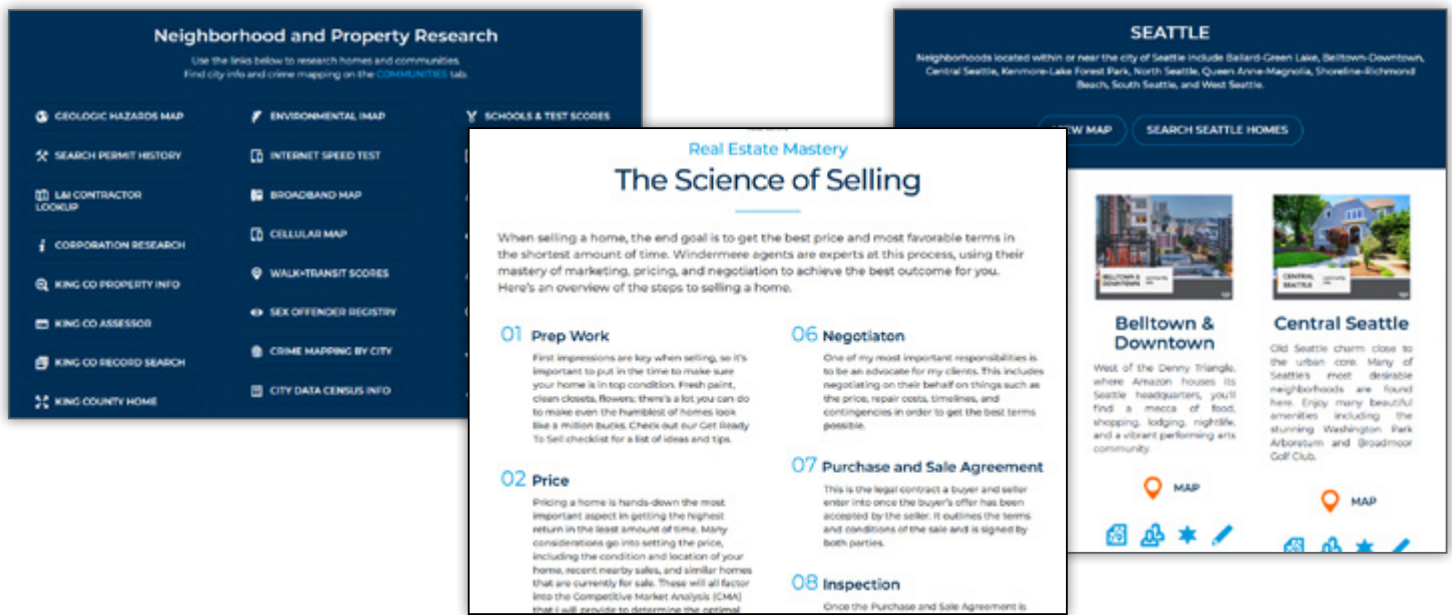 Neighborhood and Property Research
Use the links below to research homes and communities.
Find city info and crime mapping on the COMMUNITIES tab.
GEOLOGIC HAZARDS MAP
SEARCH PERMIT HISTORY
L&I CONTRACTOR
LOOKUP
CORPORATION RESEARCH
KING CO PROPERTY INFO
KING CO ASSESSOR
KING CO RECORD SEARCH
KING COUNTY HOME
ENVIRONMENTAL IMAP
INTERNET SPEED TEST
BROADBAND MAP
CELLULAR MAP
WALK+TRANSIT SCORES
SEX OFFENDER REGISTRY
CRIME MAPPING BY CITY
CITY DATA CENSUS INFO
SCHOOLS & TEST SCORES
Real Estate Mastery
The Science of Selling
When selling a home, the end goal is to get the best price and most favorable terms in
the shortest amount of time. Windermere agents are experts at this process, using their
mastery of marketing, pricing, and negotiation to achieve the best outcome for you.
Here's an overview of the steps to selling a home.
01 Prep Work
First impressions are key when selling, so it's
important to put in the time to make sure
your home is in top condition. Fresh paint,
clean closets, flowers; there's a lot you can do
to make even the humblest of homes look
like a million bucks. Check out our Get Ready
To Sell checklist for a list of ideas and tips.
02 Price
Pricing a home is hands-down the most
important aspect in getting the highest
return in the least amount of time. Many
considerations go into setting the price,
including the condition and location of your
home, recent nearby sales, and similar homes
that are currently for sale. These will all factor
into the Competitive Market Analysis (CMA)
that I will provide to determine the optimal
06 Negotiaton
One of my most important responsibilities is
to be an advocate for my clients. This includes
negotiating on their behalf on things such as
the price, repair costs, timelines, and
contingencies in order to get the best terms
possible.
07 Purchase and Sale Agreement
This is the legal contract a buyer and seller
enter into once the buyer's offer has been
accepted by the seller. It outlines the terms
and conditions of the sale and is signed by
both parties.
08 Inspection
Once the Purchase and Sale Agreement is
SEATTLE
Neighborhoods located within or near the city of Seattle include Ballard-Green Lake, Belltown-Downtown,
Central Seattle, Kenmore-Lake Forest Park, North Seattle, Queen Anne-Magnolia, Shoreline-Richmond
Beach, South Seattle, and West Seattle.
VIEW MAP
SEARCH SEATTLE HOMES
BELLTOWN &
DOWNTOWN
Belltown &
Downtown
West of the Denny Triangle,
where Amazon houses its
Seattle headquarters, you'll
find a mecca of food,
shopping, lodging, nightlife,
and a vibrant performing arts
community.
MAP
CENTRAL
SEATTLE
Central Seattle
Old Seattle charm close to
the urban core. Many of
Seattle's most desirable
neighborhoods are found
here. Enjoy many beautiful
amenities including the
stunning Washington Park
Arboretum and Broadmoor
Golf Club.
MAP